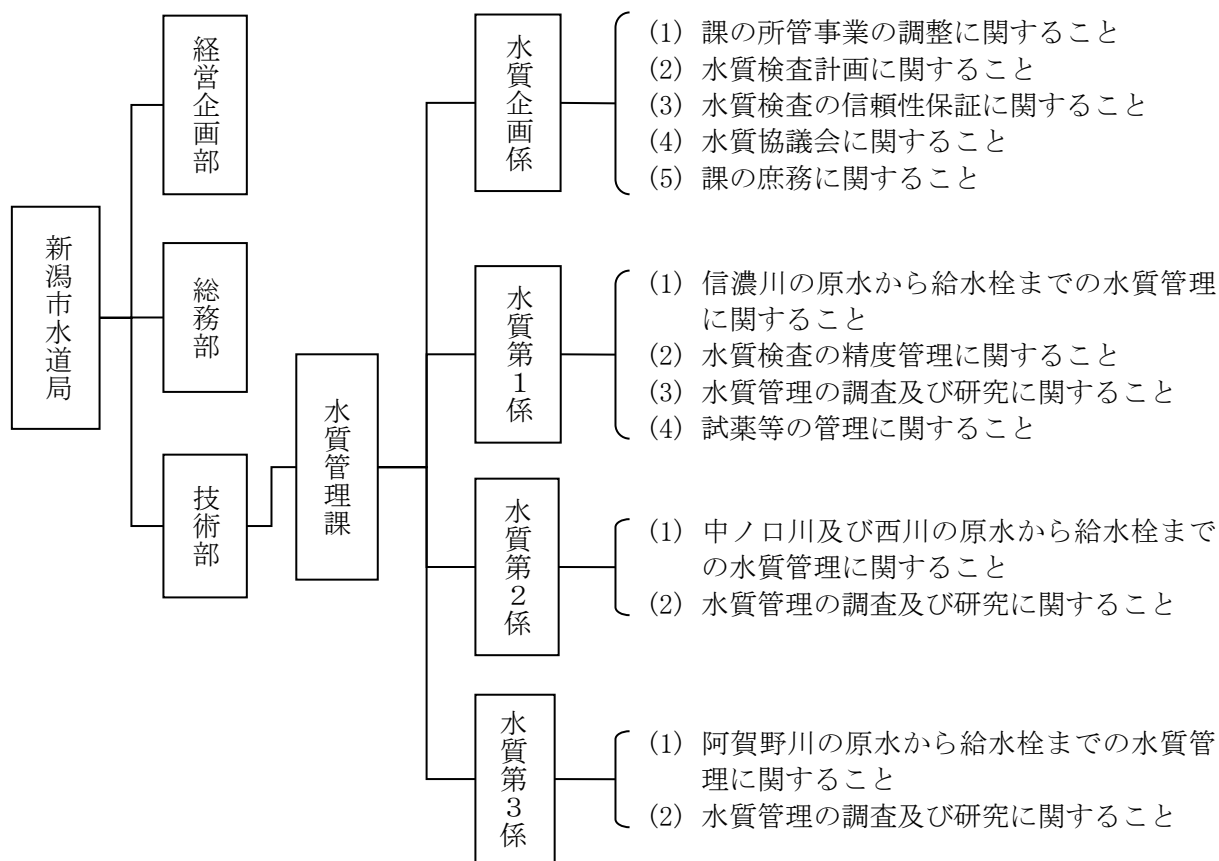 新潟市水道局
経営企画部
総務部
技術部
水質管理課
水質企画係
(1) 課の所管事業の調整に関すること
(2) 水質検査計画に関すること
(3) 水質検査の信頼性保証に関すること
(4) 水質協議会に関すること
(5) 課の庶務に関すること
水質第１係
(1) 信濃川の原水から給水栓までの水質管理
に関すること
(2) 水質検査の精度管理に関すること
(3) 水質管理の調査及び研究に関すること
(4) 試薬等の管理に関すること
水質第２係
(1) 中ノ口川及び西川の原水から給水栓まで
の水質管理に関すること
(2) 水質管理の調査及び研究に関すること
水質第３係
(1) 阿賀野川の原水から給水栓までの水質管
理に関すること
(2) 水質管理の調査及び研究に関すること